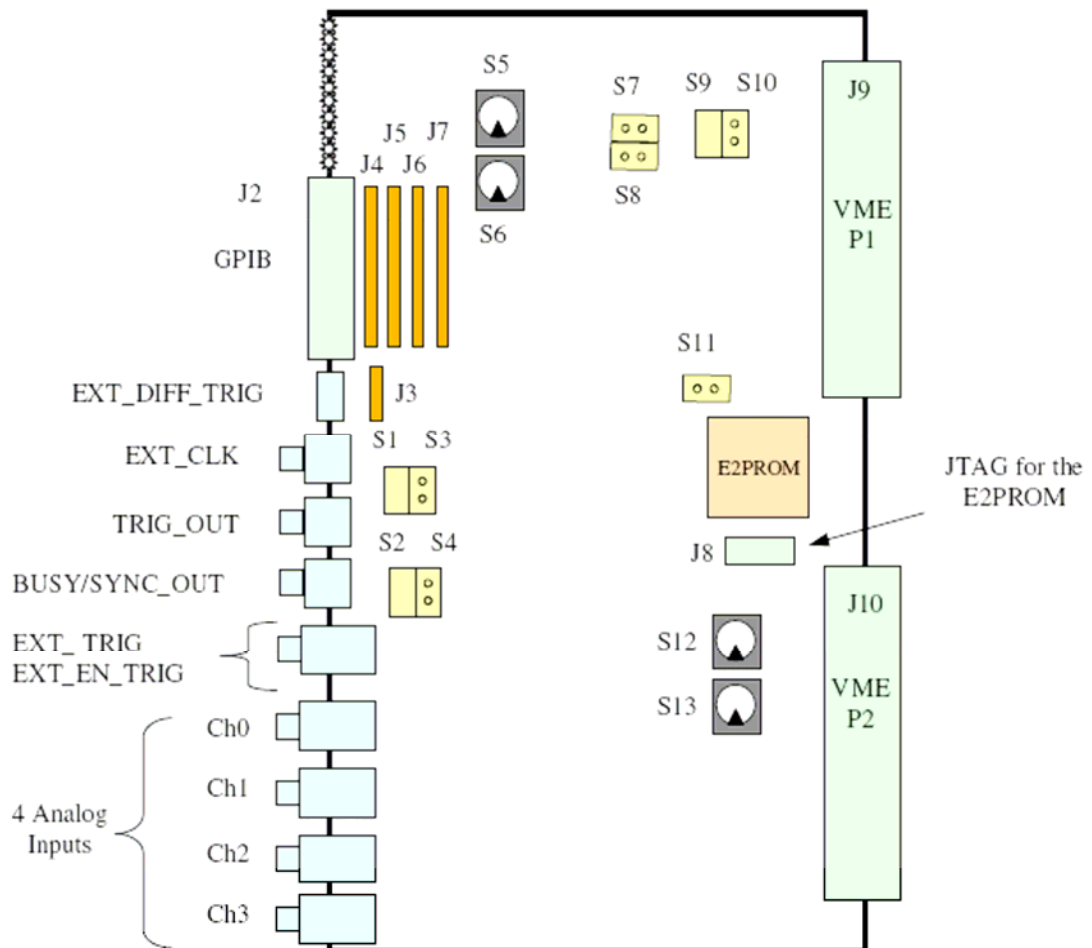 S5
S7
S9 S10
J9
J5 J7
J4 J6
J2
S8
S6
GPIB
VME
P1
S11
EXT_DIFF_TRIG
J3
S1 S3
EXT_CLK
E2PROM
JTAG for the
E2PROM
TRIG_OUT
S2 S4
J8
BUSY/SYNC_OUT
J10
EXT_ TRIG
EXT_EN_TRIG
S12
VME
P2
S13
Ch0
Ch1
4 Analog
Inputs
Ch2
Ch3